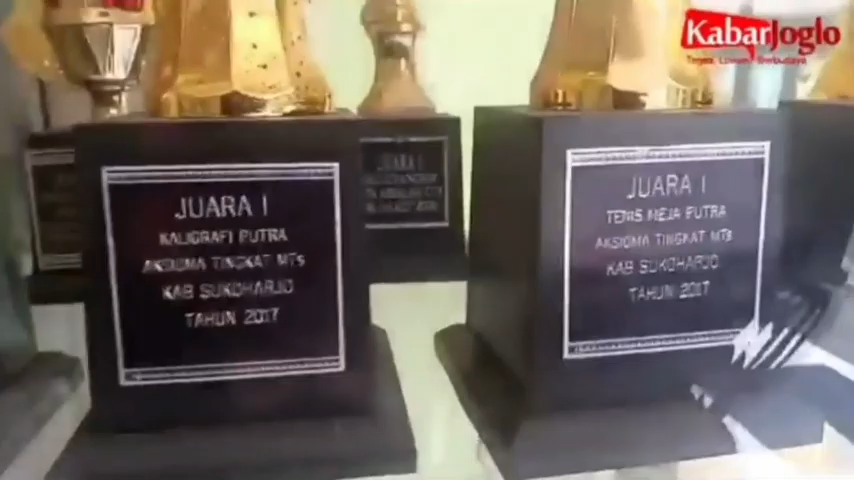 KabarJoglo
JUARA I
KALIGRAFI PUTRA
AKSIOMA TINGKAT MTs
KAB SUKOHARJO
TAHUN 2017
JUARA I
JUARA I
TENIS MEJA PUTRA
AKSIOMA TINGKAT MTs
KAB SUKOHARJO
TAHUN 2017